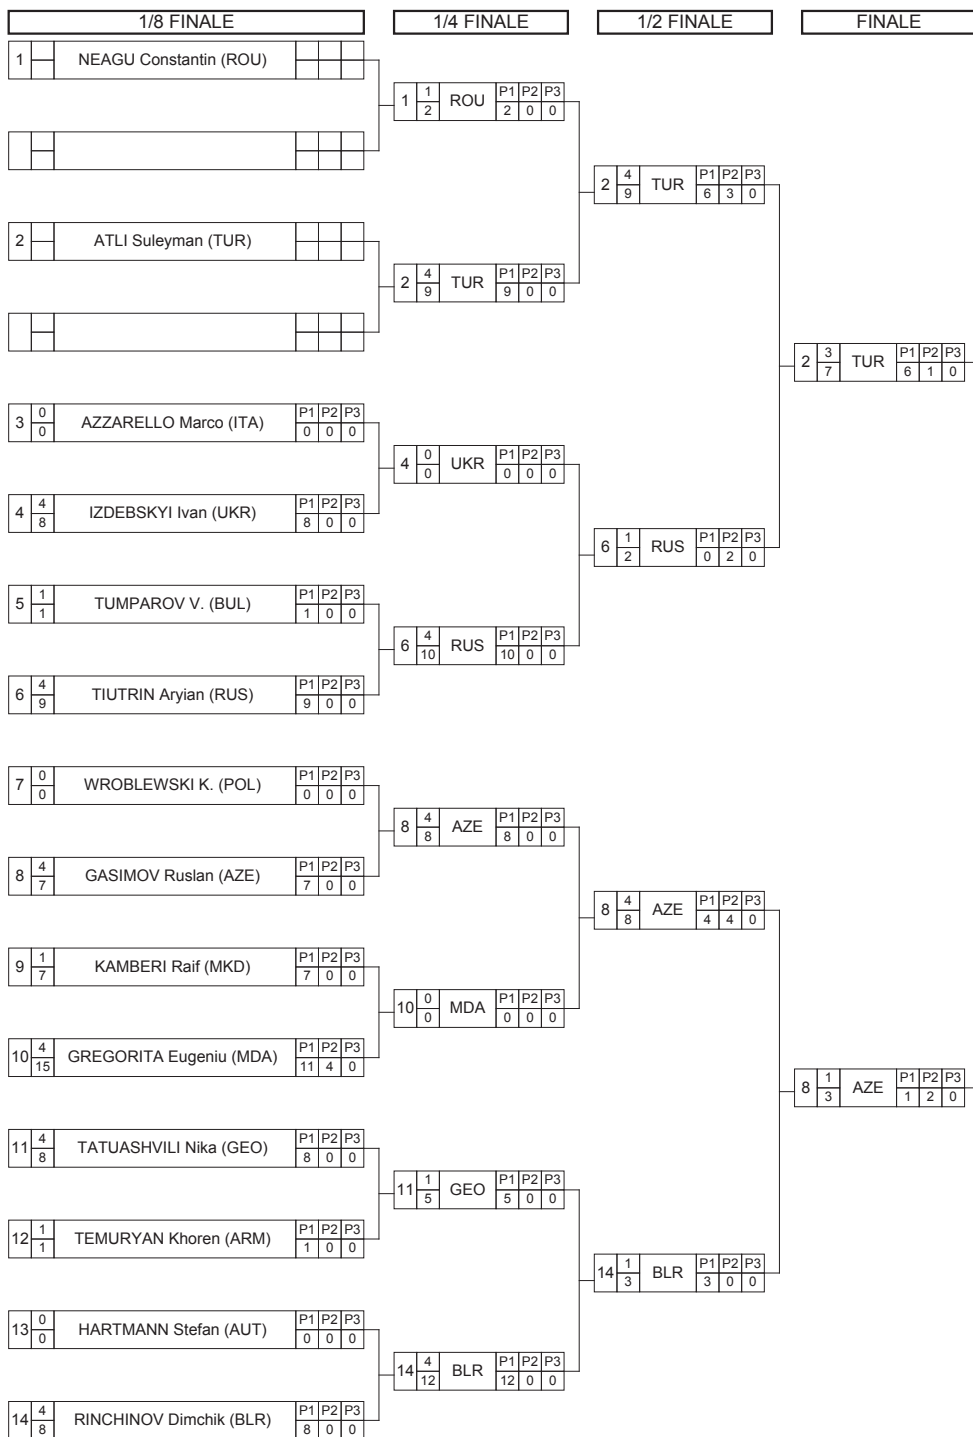 1/8 FINALE 1/4 FINALE 1/2 FINALE FINALE
1 NEAGU Constantin (ROU)
1 1 2 ROU P1 P2 P3 2 0 0
2 4 9 TUR P1 P2 P3 6 3 0
2 ATLI Suleyman (TUR)
2 4 9 TUR P1 P2 P3 9 0 0
2 3 7 TUR P1 P2 P3 6 1 0
3 0 0 AZZARELLO Marco (ITA) P1 P2 P3 0 0 0
4 0 0 UKR P1 P2 P3 0 0 0
4 4 8 IZDEBSKYI Ivan (UKR) P1 P2 P3 8 0 0
6 1 2 RUS P1 P2 P3 0 2 0
5 1 1 TUMPAROV V. (BUL) P1 P2 P3 1 0 0
6 4 10 RUS P1 P2 P3 10 0 0
6 4 9 TIUTRIN Aryian (RUS) P1 P2 P3 9 0 0
7 0 0 WROBLEWSKI K. (POL) P1 P2 P3 0 0 0
8 4 8 AZE P1 P2 P3 8 0 0
8 4 7 GASIMOV Ruslan (AZE) P1 P2 P3 7 0 0
8 4 8 AZE P1 P2 P3 4 4 0
9 1 7 KAMBERI Raif (MKD) P1 P2 P3 7 0 0
10 0 0 MDA P1 P2 P3 0 0 0
10 4 15 GREGORITA Eugeniu (MDA) P1 P2 P3 11 4 0
8 1 3 AZE P1 P2 P3 1 2 0
11 4 8 TATUASHVILI Nika (GEO) P1 P2 P3 8 0 0
11 1 5 GEO P1 P2 P3 5 0 0
12 1 1 TEMURYAN Khoren (ARM) P1 P2 P3 1 0 0
14 1 3 BLR P1 P2 P3 3 0 0
13 0 0 HARTMANN Stefan (AUT) P1 P2 P3 0 0 0
14 4 12 BLR P1 P2 P3 12 0 0
14 4 8 RINCHINOV Dimchik (BLR) P1 P2 P3 8 0 0